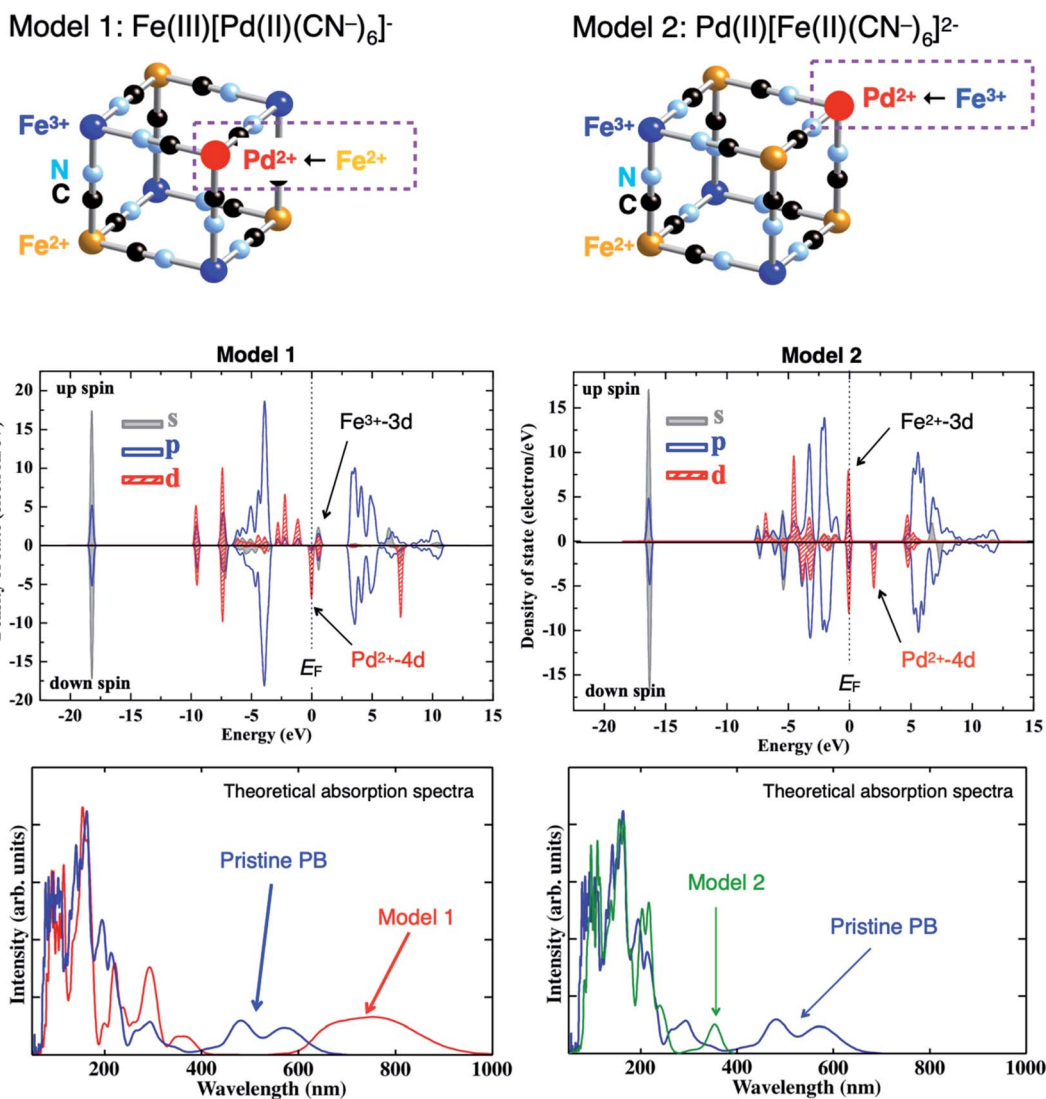 Model 1: Fe(III)[Pd(II)(CN–)6]-
Fe3+
Pd2+ ← Fe2+
N
C
Fe2+
Model 2: Pd(II)[Fe(II)(CN–)6]2-
Pd2+ ← Fe3+
Fe3+
N
C
Fe2+
Model 1
up spin
s
p
d
Fe3+-3d
Pd2+-4d
EF
down spin
20
15
10
5
0
-5
-10
-15
-20
-20 -15 -10 -5 0 5 10 15
Energy (eV)
Model 2
up spin
s
p
d
Fe2+-3d
Pd2+-4d
EF
down spin
Density of state (electron/eV)
15
10
5
0
-5
-10
-15
-20 -15 -10 -5 0 5 10 15
Energy (eV)
Theoretical absorption spectra
Pristine PB
Model 1
Intensity (arb. units)
200 400 600 800 1000
Wavelength (nm)
Theoretical absorption spectra
Model 2
Pristine PB
Intensity (arb. units)
200 400 600 800 1000
Wavelength (nm)